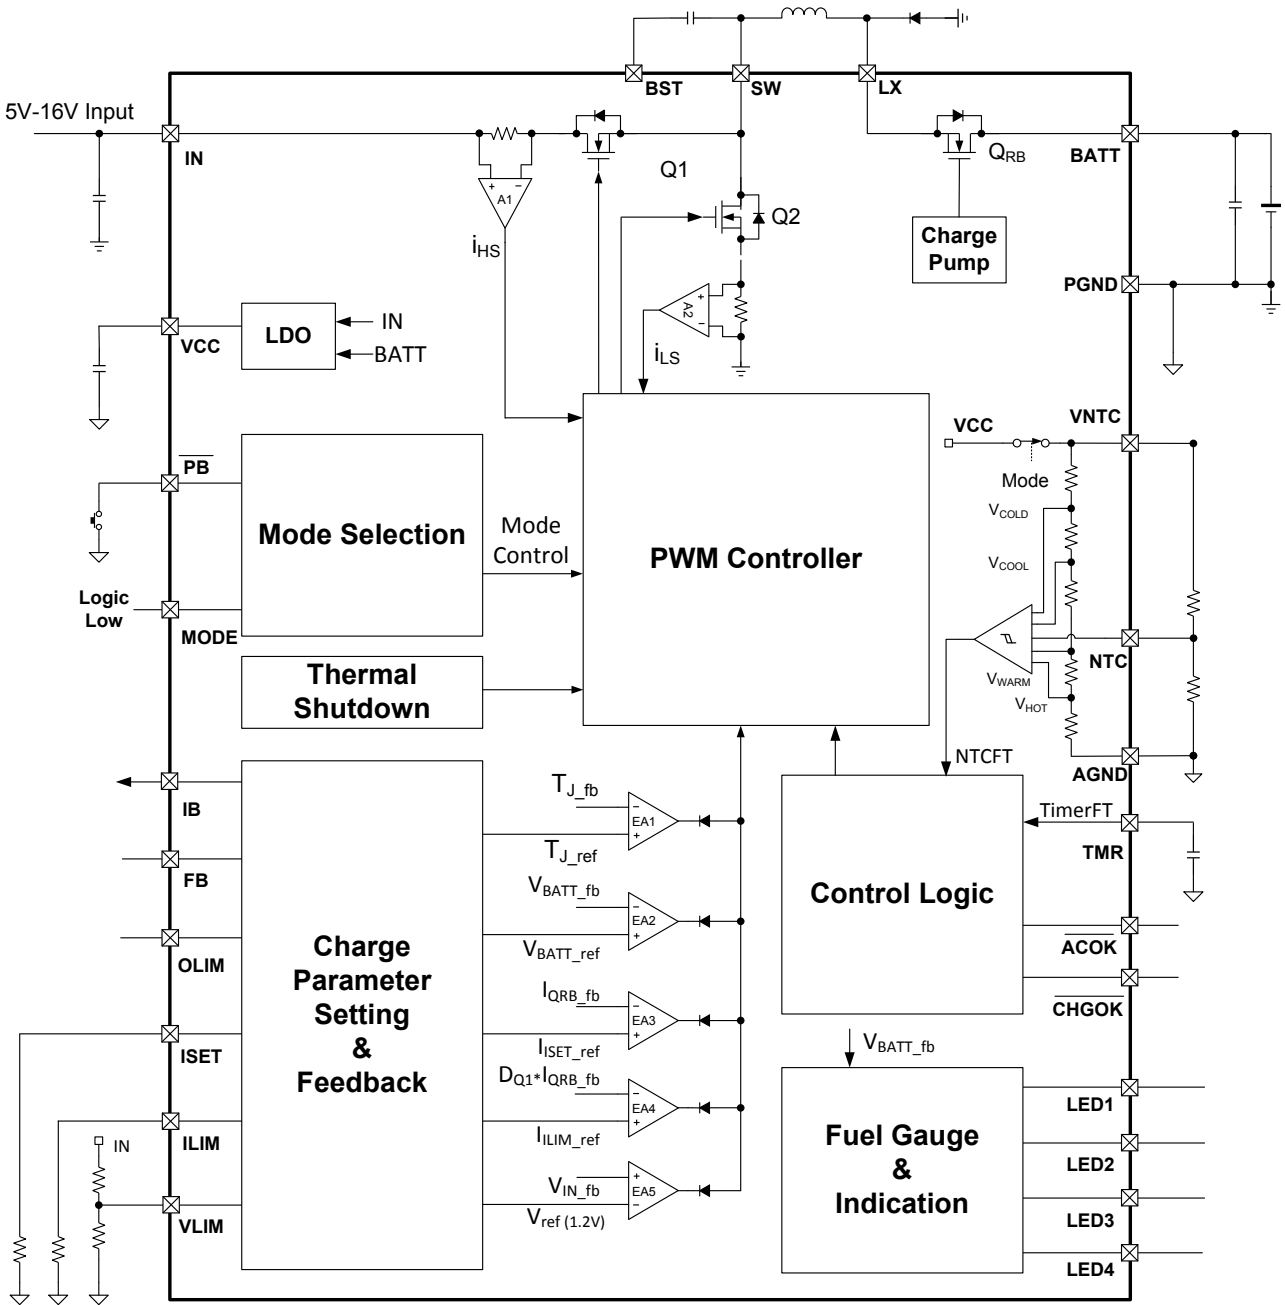 BST
SW
LX
5V-16V Input
IN
Q1
QRB
BATT
A1
+
−
iHS
Q2
Charge
Pump
PGND
A2
+
−
iLS
VCC
LDO
IN
BATT
VNTC
VCC
Mode
VCOLD
VCOOL
PB
Mode Selection
Mode
Control
PWM Controller
Logic
Low
MODE
NTC
VWARM
VHOT
Thermal
Shutdown
NTCFT
AGND
IB
TJ_fb
−
EA1
+
TJ_ref
TimerFT
TMR
FB
VBATT_fb
−
EA2
+
VBATT_ref
Control Logic
ACOK
OLIM
Charge
Parameter
Setting
&
Feedback
IQRB_fb
−
EA3
+
IISET_ref
CHGOK
ISET
VBATT_fb
DQ1*IQRB_fb
−
EA4
+
IILIM_ref
ILIM
IN
Fuel Gauge
&
Indication
LED1
LED2
LED3
LED4
VIN_fb
+
EA5
−
Vref (1.2V)
VLIM